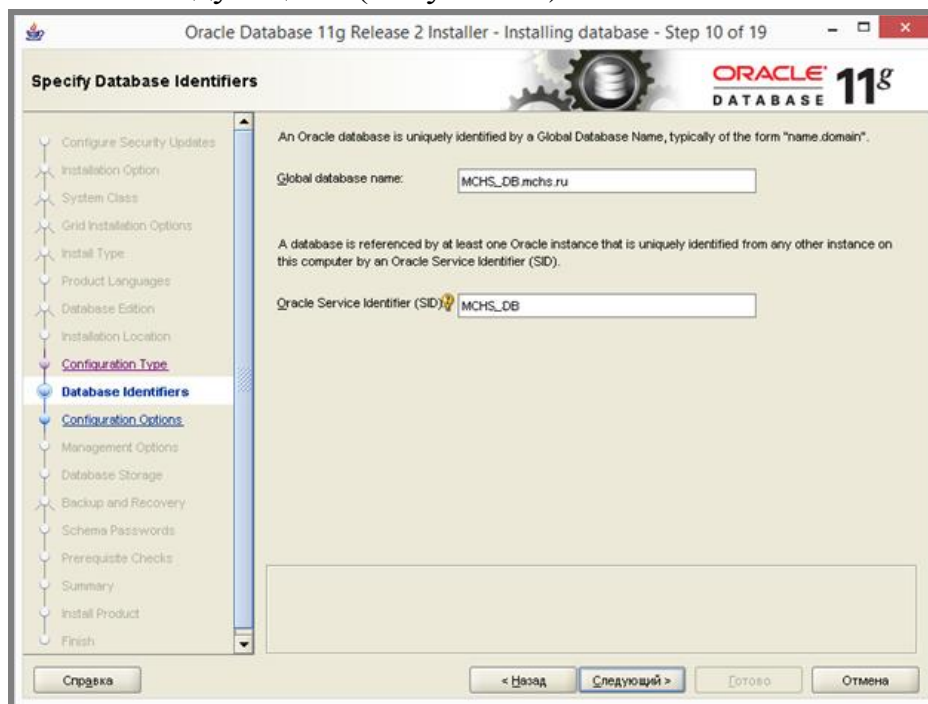 Oracle Database 11g Release 2 Installer - Installing database - Step 10 of 19
Specify Database Identifiers
ORACLE
DATABASE
11g
Configure Security Updates
Installation Option
System Class
Grid Installation Options
Install Type
Product Languages
Database Edition
Installation Location
Configuration Type
Database Identifiers
Configuration Options
Management Options
Database Storage
Backup and Recovery
Schema Passwords
Prerequisite Checks
Summary
Install Product
Finish
An Oracle database is uniquely identified by a Global Database Name, typically of the form "name.domain".
Global database name:
MCHS_DB.mchs.ru
A database is referenced by at least one Oracle instance that is uniquely identified from any other instance on
this computer by an Oracle Service Identifier (SID).
Oracle Service Identifier (SID)
MCHS_DB
Справка
< Назад
Следующий >
Готово
Отмена